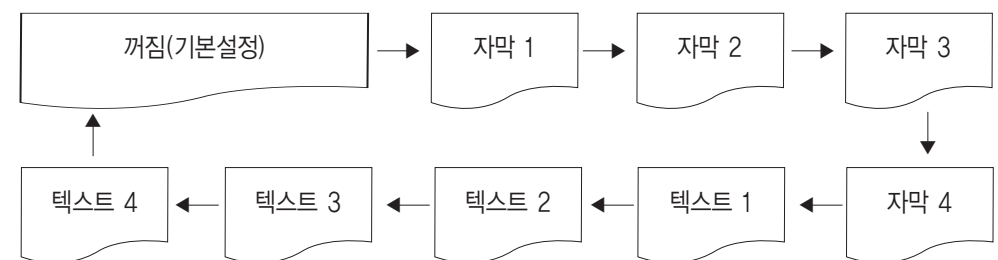 꺼짐(기본설정)
자막 1
자막 2
자막 3
자막 4
텍스트 1
텍스트 2
텍스트 3
텍스트 4